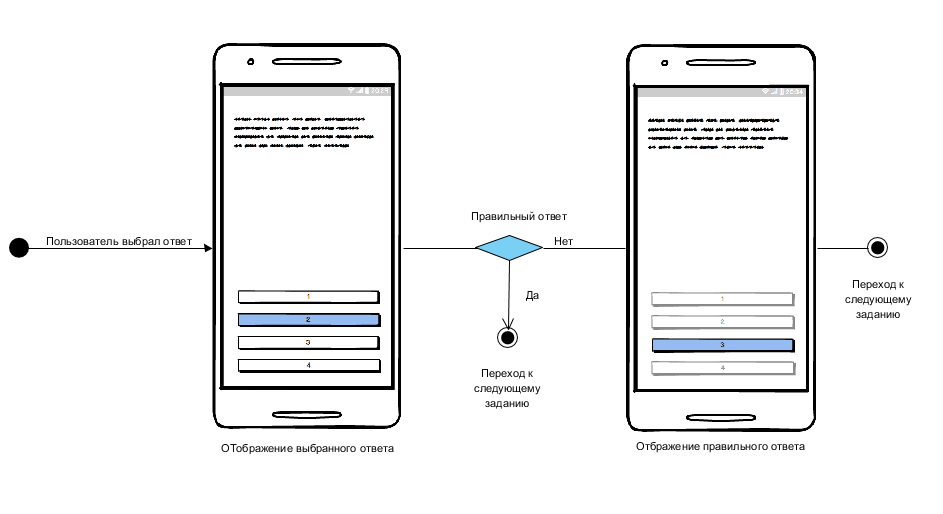 Пользователь выбрал ответ
1
2
3
4
ОТображение выбранного ответа
Правильный ответ
Нет
Да
Переход к
следующему
заданию
1
2
3
4
Отбражение правильного ответа
Переход к
следующему
заданию